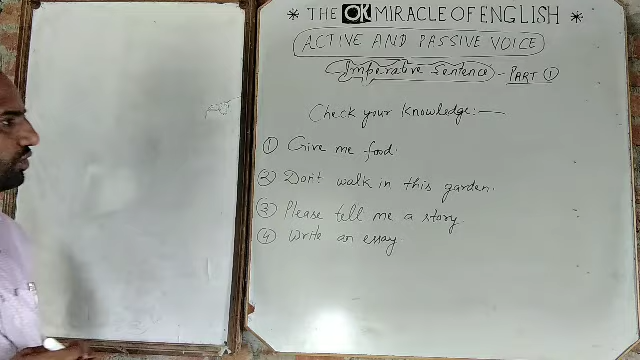 * THE OK MIRACLE OF ENGLISH *
ACTIVE AND PASSIVE VOICE
Imperative Sentence - PART ①
Check your Knowledge:—
① Give me food.
② Don't walk in this garden.
③ Please tell me a story.
④ Write an essay.